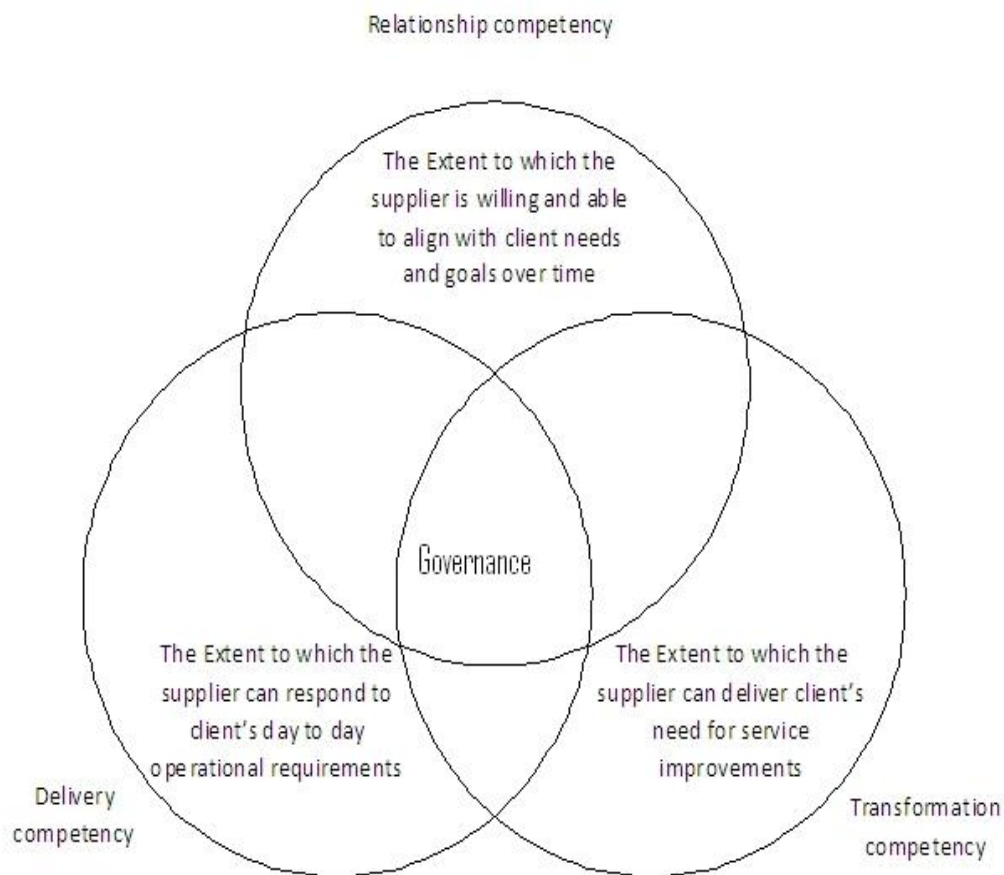 Relationship competency
The Extent to which the
supplier is willing and able
to align with client needs
and goals over time
Governance
The Extent to which the
supplier can respond to
client's day to day
operational requirements
The Extent to which the
supplier can deliver client's
need for service
improvements
Delivery
competency
Transformation
competency